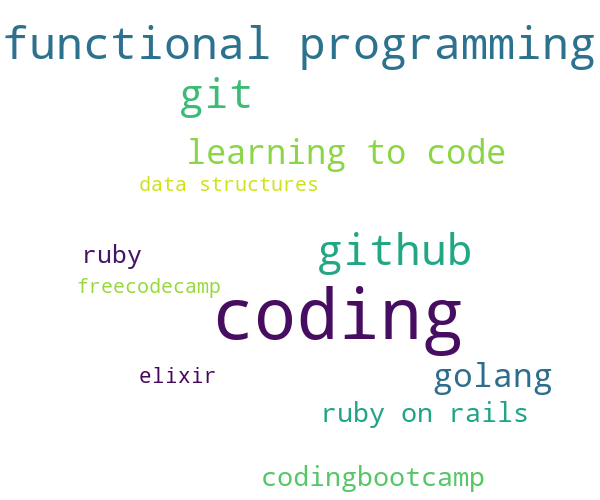 functional programming
git
learning to code
data structures
github
ruby
freecodecamp
coding
elixir
golang
ruby on rails
codingbootcamp